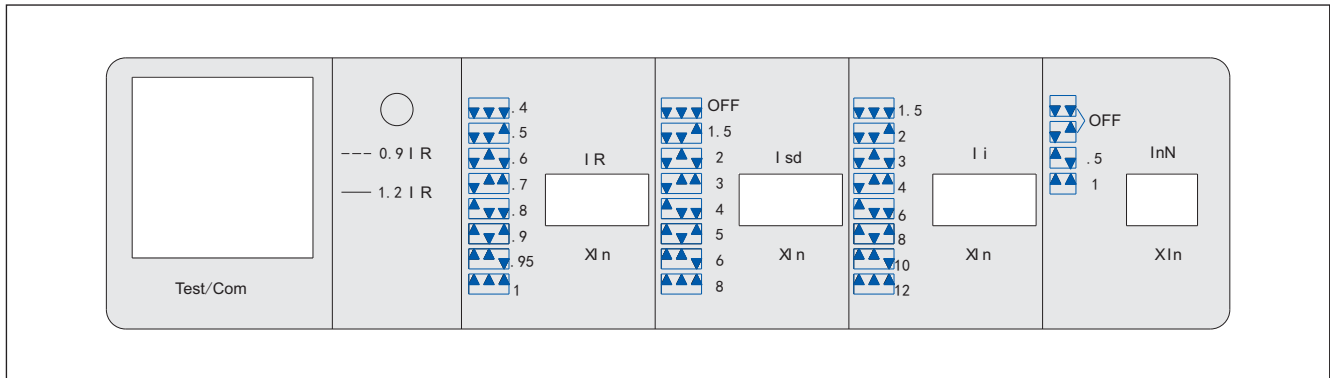 Test/Com
--- 0.9 I R
— 1.2 I R
.4
.5
.6
.7
.8
.9
.95
1
I R
XI n
OFF
1.5
2
3
4
5
6
8
I sd
XI n
1.5
2
3
4
6
8
10
12
I i
XI n
OFF
.5
1
InN
XIn